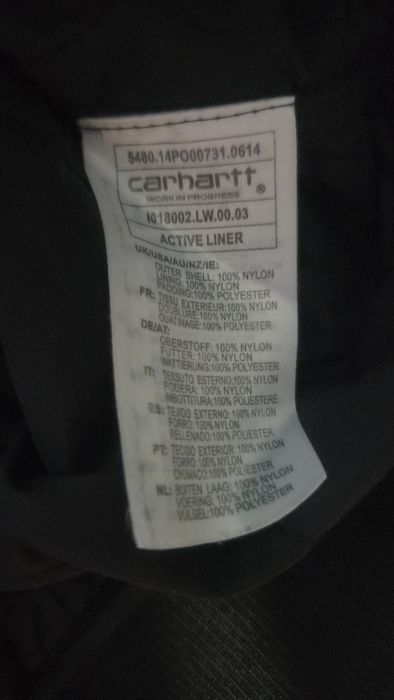 5480.14PO00731.0614
carhartt®
WORK IN PROGRESS
I018002.LW.00.03
ACTIVE LINER
UK/USA/AU/NZ/IE:
OUTER SHELL: 100% NYLON
LINING: 100% NYLON
PADDING:100% POLYESTER
FR: TISSU EXTERIEUR:100% NYLON
DOUBLURE:100% NYLON
OUATINAGE:100% POLYESTER
DE/AT:
OBERSTOFF: 100% NYLON
FUTTER: 100% NYLON
WATTIERUNG:100% POLYESTER
IT: TESSUTO ESTERNO:100% NYLON
FODERA: 100% NYLON
IMBOTTITURA:100% POLIESTERE
ES: TEJIDO EXTERNO:100% NYLON
FORRO: 100% NYLON
RELLENADO:100% POLIESTER
PT: TECIDO EXTERIOR:100% NYLON
FORRO: 100% NYLON
CHUMACO:100% POLIESTER
NL: BUITEN LAAG: 100% NYLON
VOERING: 100% NYLON
VULSEL:100% POLYESTER